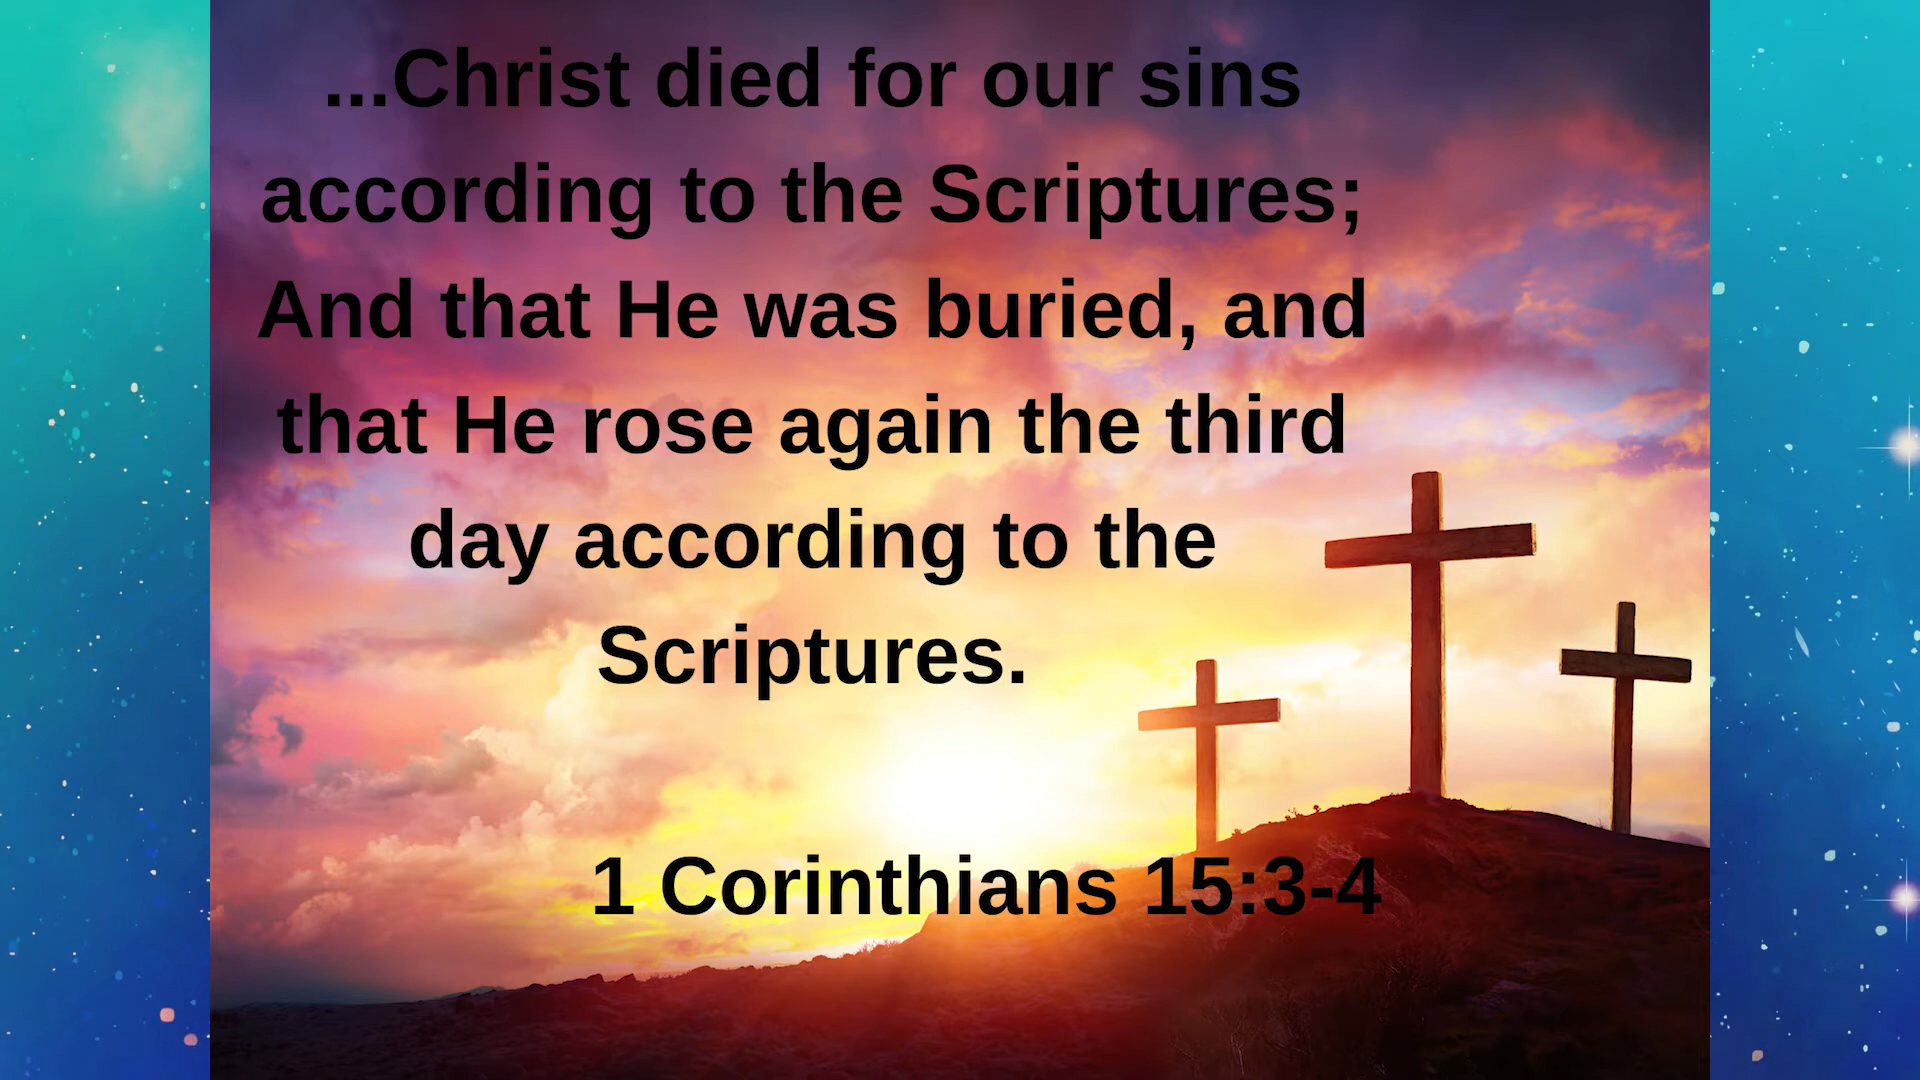 ...Christ died for our sins
according to the Scriptures;
And that He was buried, and
that He rose again the third
day according to the
Scriptures.
1 Corinthians 15:3-4